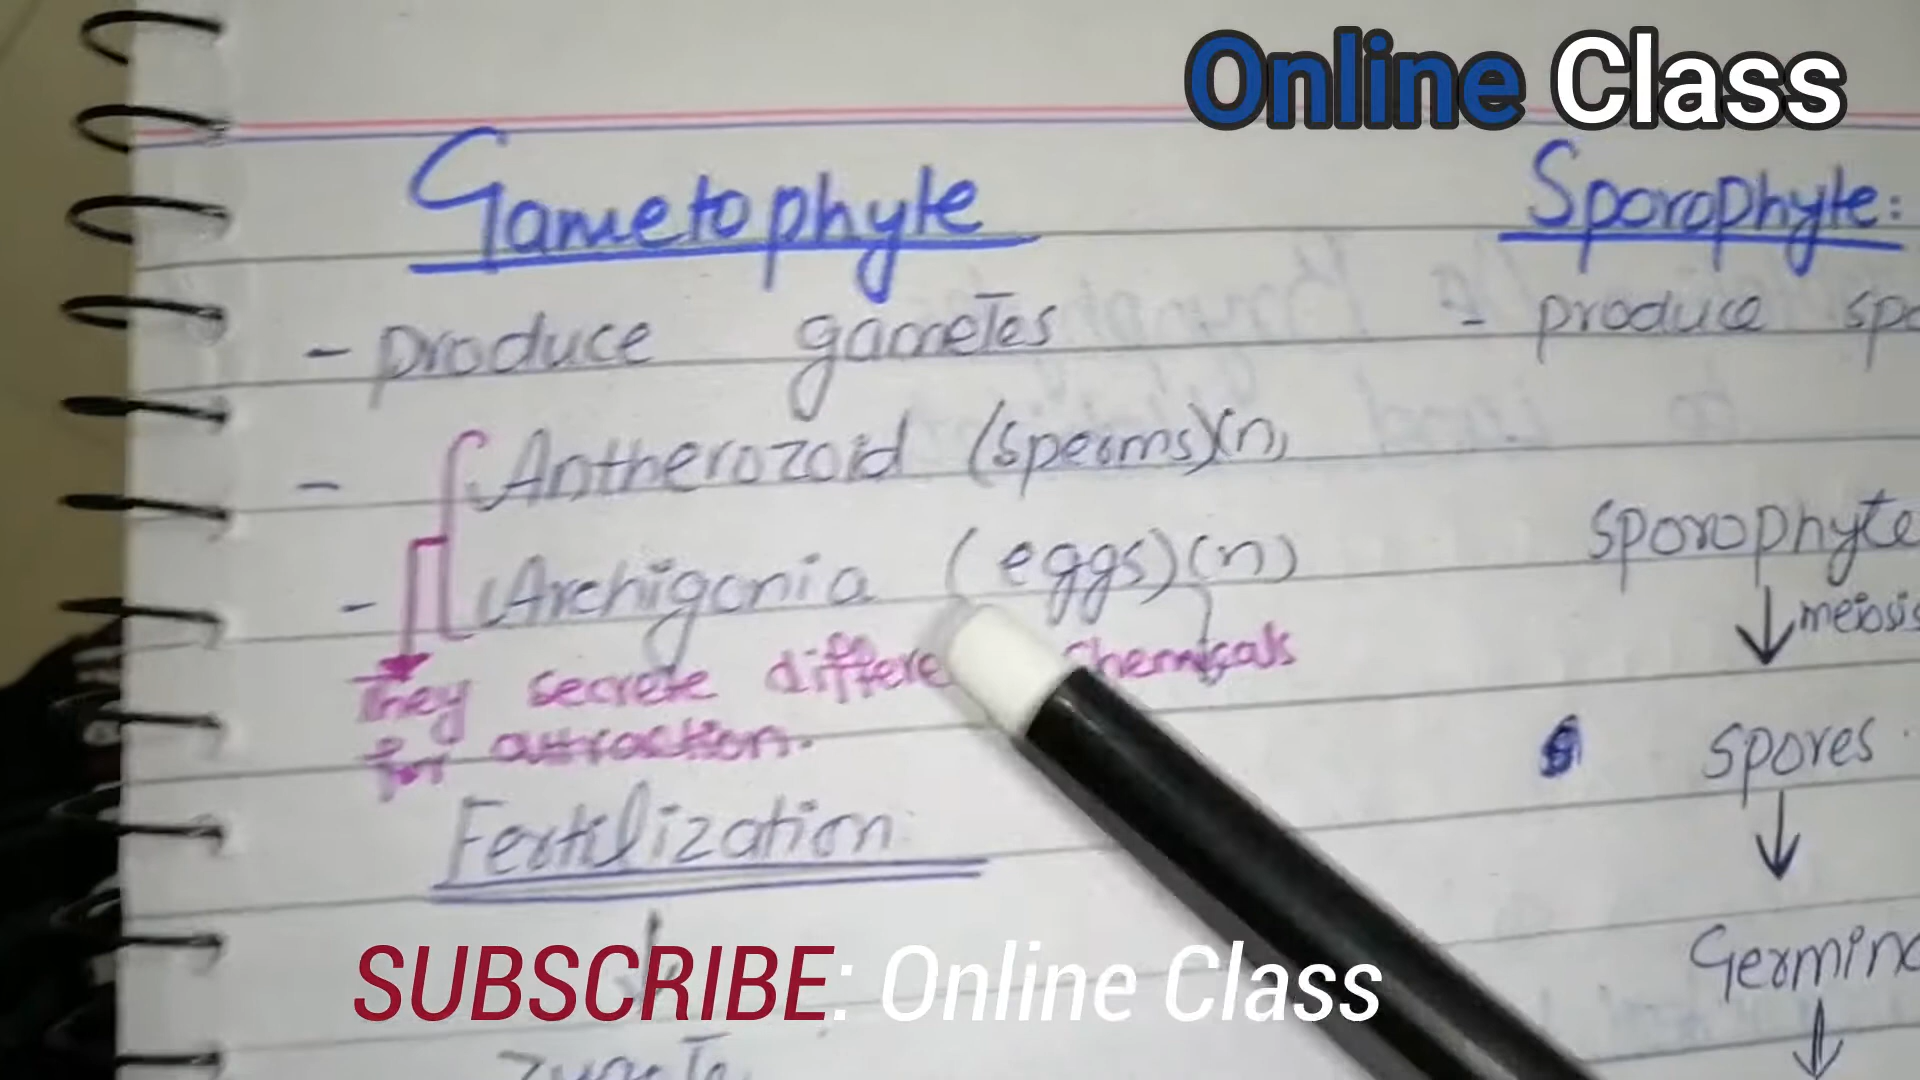 Online Class
Gametophyte
- produce gametes
- Antherozoid (sperms)(n)
- Archigonia (eggs)(n)
They secrete chemicals
for attraction.
Fertilization
Sporophyte:
- produce
Sporophyte
↓ meiosis
spores
↓
↓
SUBSCRIBE: Online Class